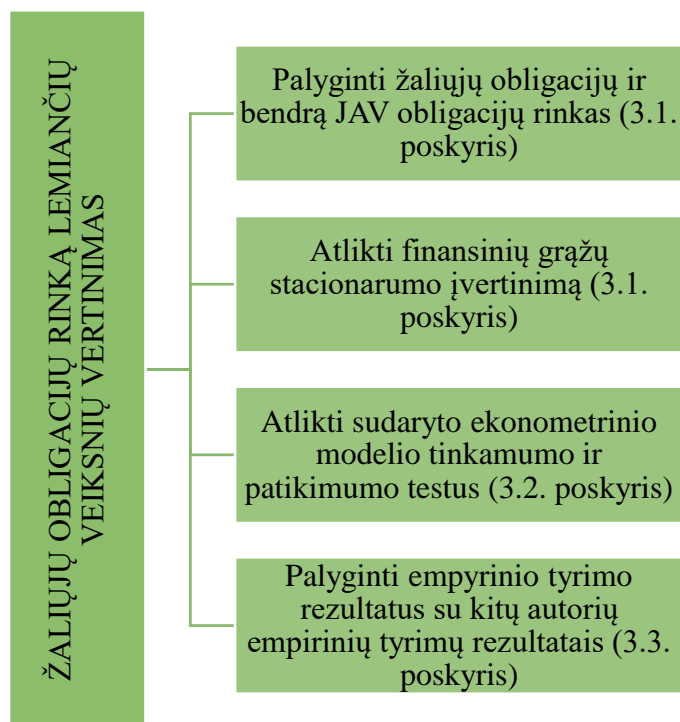 ŽALIŲJŲ OBLIGACIJŲ RINKĄ LEMIANČIŲ
VEIKSNIŲ VERTINIMAS
Palyginti žaliųjų obligacijų ir
bendrą JAV obligacijų rinkas (3.1.
poskyris)
Atlikti finansinių grąžų
stacionarumo įvertinimą (3.1.
poskyris)
Atlikti sudaryto ekonometrinio
modelio tinkamumo ir
patikimumo testus (3.2. poskyris)
Palyginti empyrinio tyrimo
rezultatus su kitų autorių
empirinių tyrimų rezultatais (3.3.
poskyris)